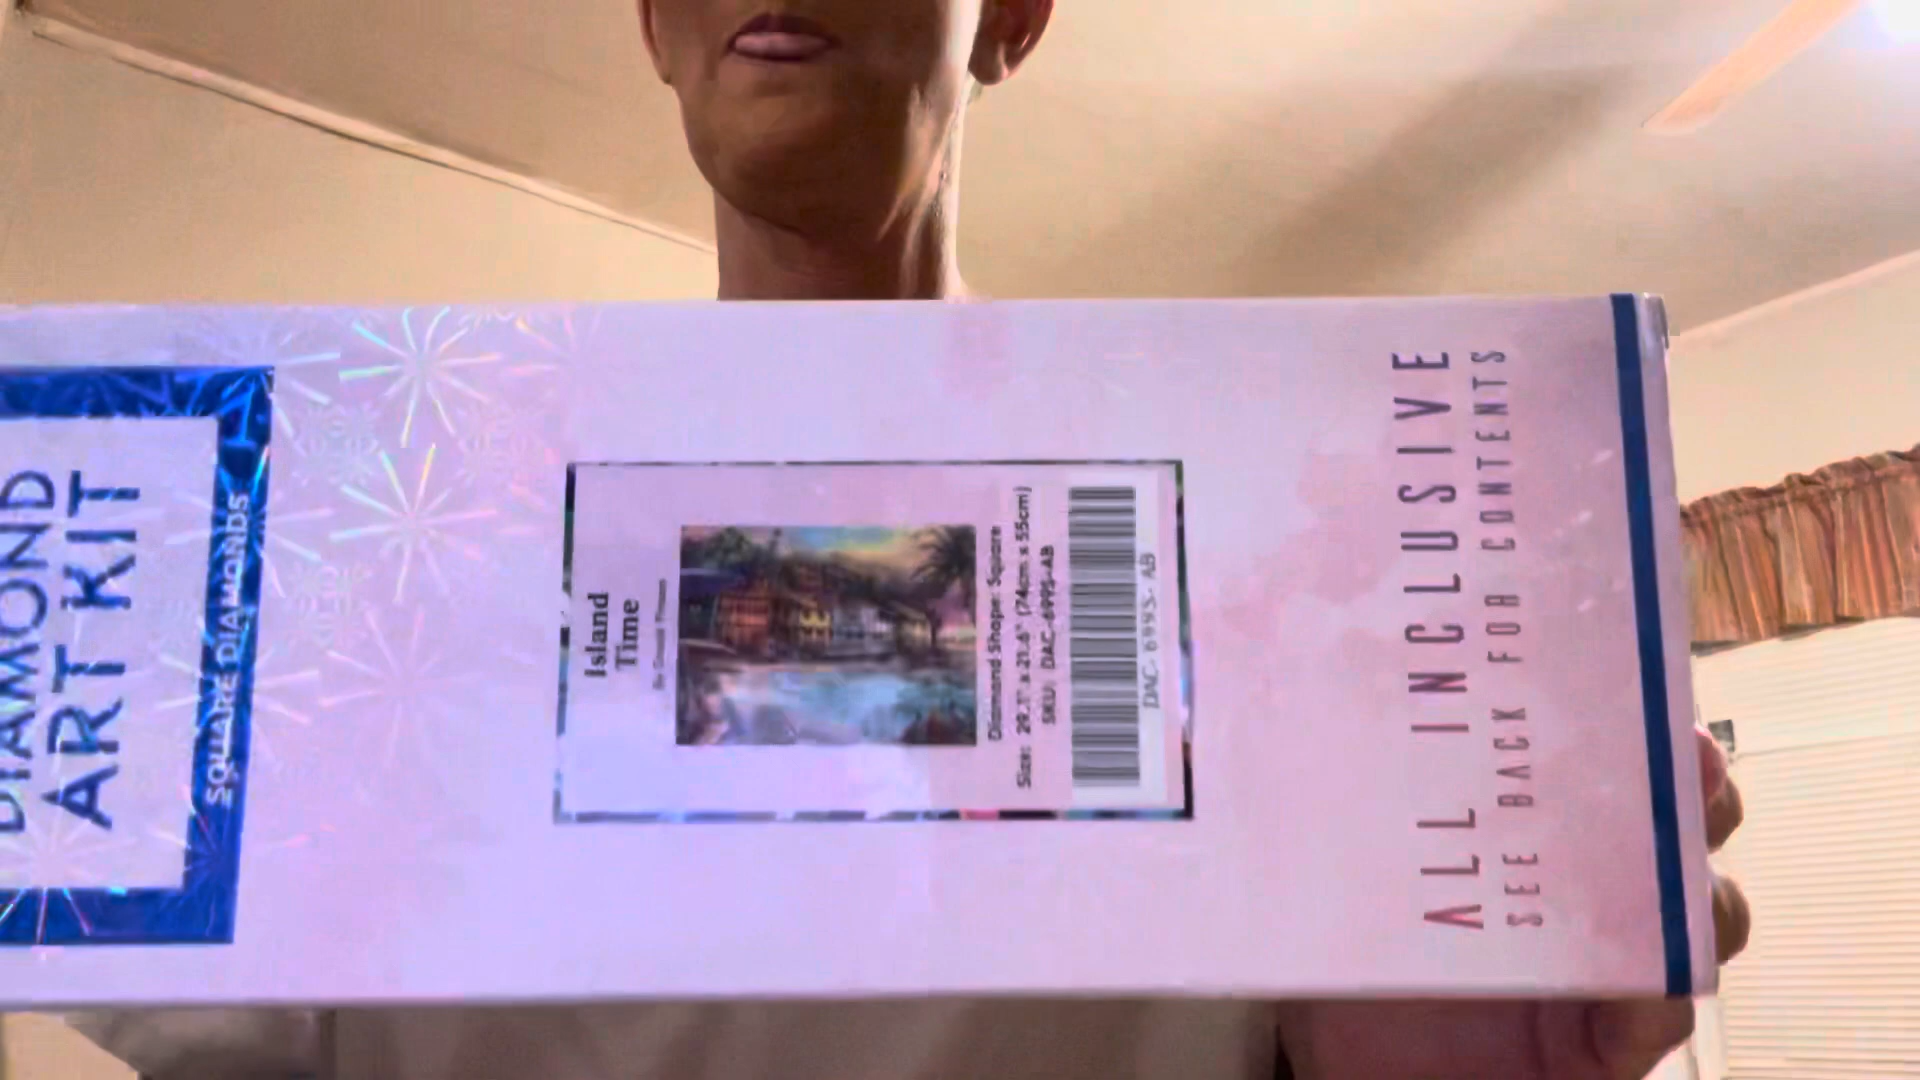 DIAMOND
ART KIT
SQUARE DIAMONDS
Island
Time
Diamond Shape: Square
Size: 29.1" x 21.6" (74cm x 55cm)
SKU: DAC-6995-AB
DAC-6995-AB
ALL INCLUSIVE
SEE BACK FOR CONTENTS